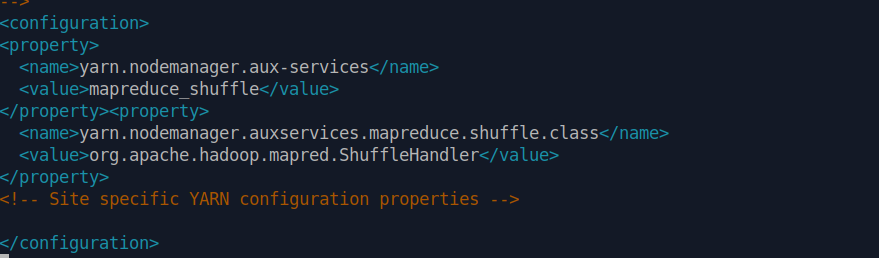 -->
<configuration>
<property>
  <name>yarn.nodemanager.aux-services</name>
  <value>mapreduce_shuffle</value>
</property><property>
  <name>yarn.nodemanager.auxservices.mapreduce.shuffle.class</name>
  <value>org.apache.hadoop.mapred.ShuffleHandler</value>
</property>
<!-- Site specific YARN configuration properties -->

</configuration>